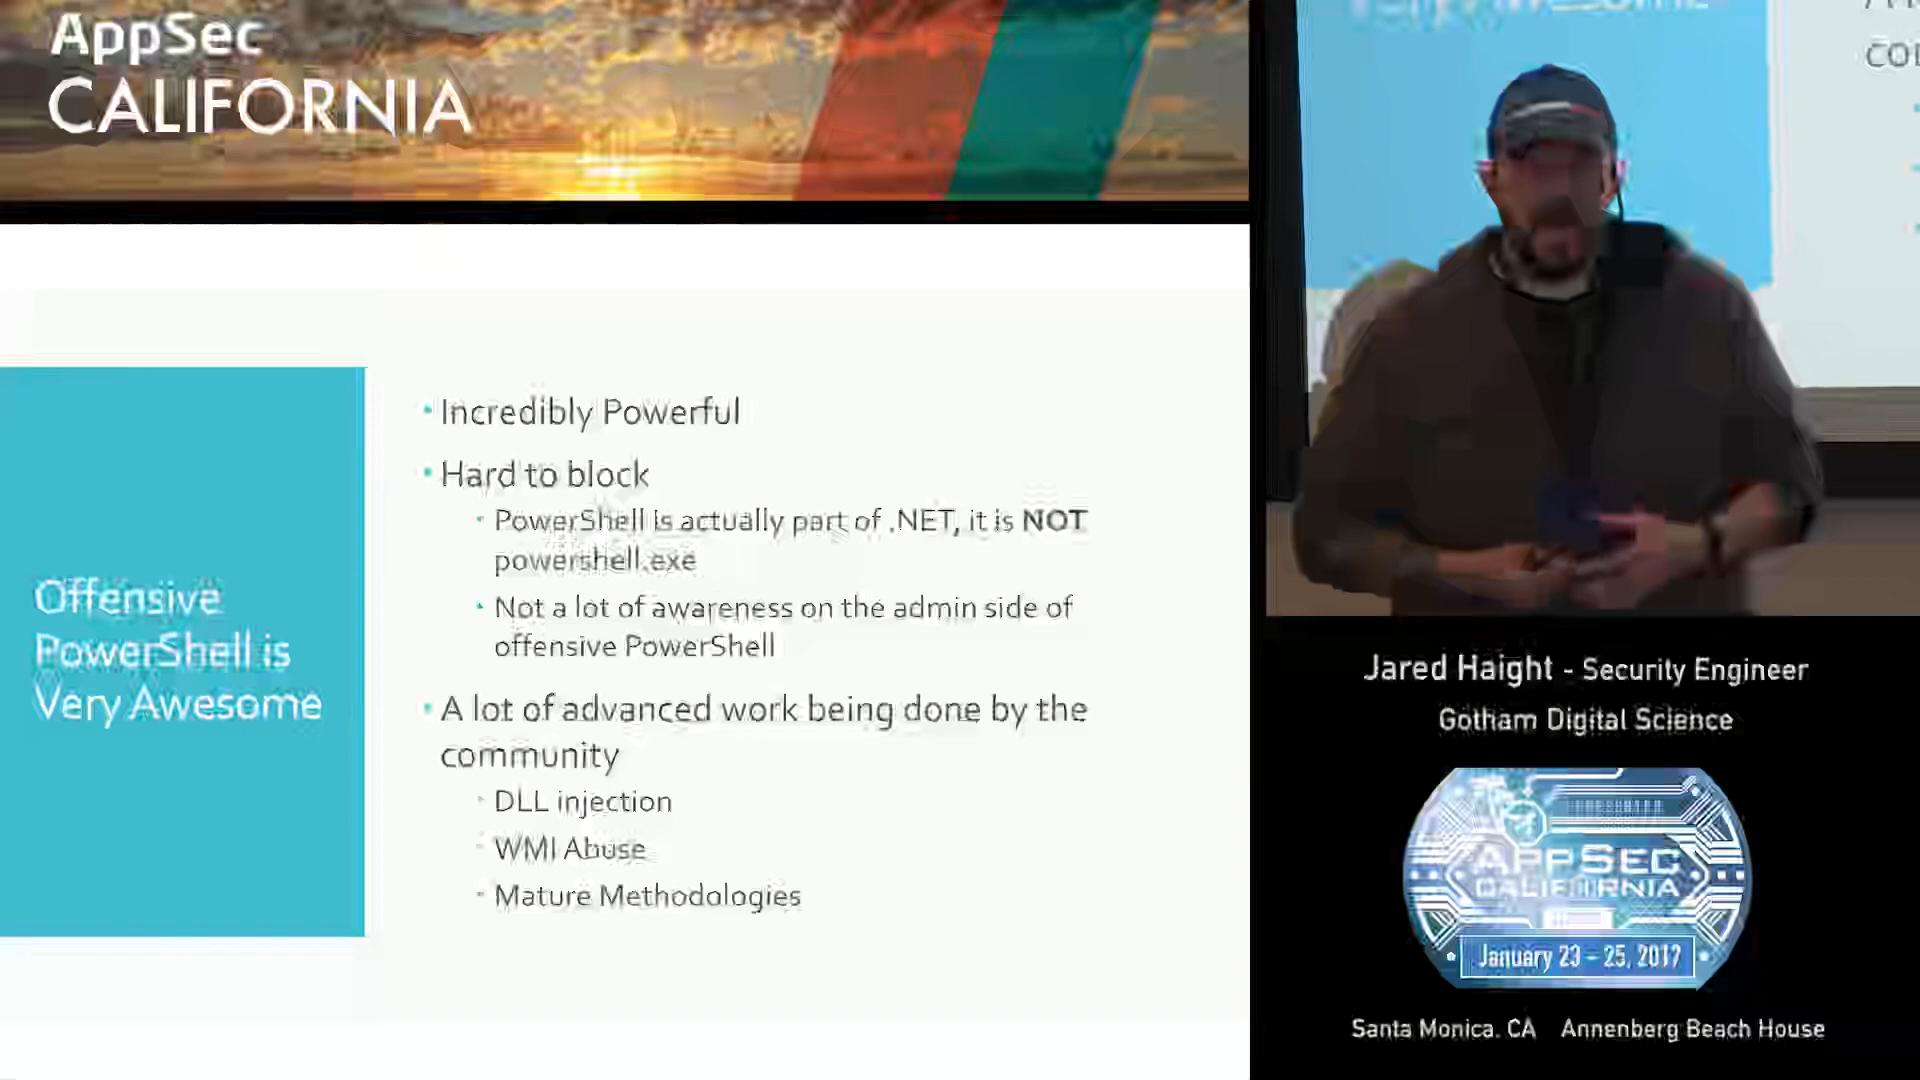 AppSec
CALIFORNIA
Offensive
PowerShell is
Very Awesome
Incredibly Powerful
Hard to block
PowerShell is actually part of .NET, it is NOT
powershell.exe
Not a lot of awareness on the admin side of
offensive PowerShell
A lot of advanced work being done by the
community
DLL injection
WMI Abuse
Mature Methodologies
Jared Haight - Security Engineer
Gotham Digital Science
APPSEC
CALIFORNIA
January 23 - 25, 2017
Santa Monica, CA Annenberg Beach House